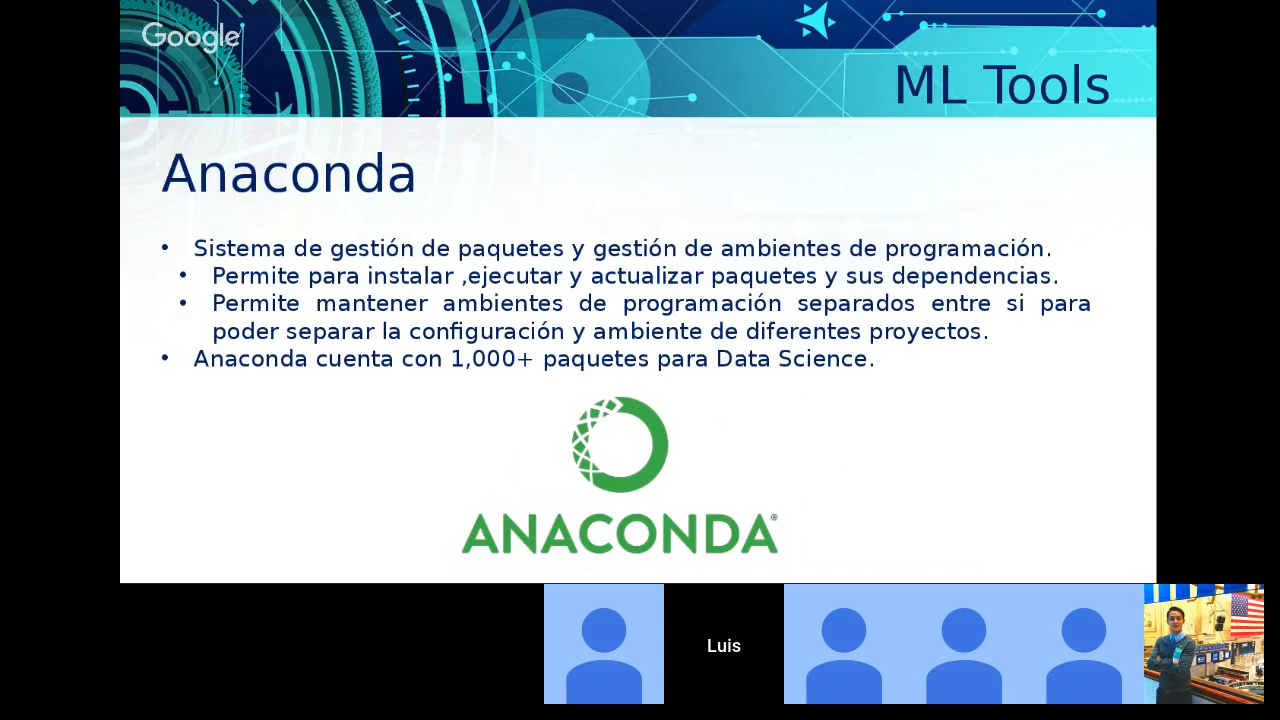 Google
ML Tools
Anaconda
• Sistema de gestión de paquetes y gestión de ambientes de programación.
• Permite para instalar ,ejecutar y actualizar paquetes y sus dependencias.
• Permite mantener ambientes de programación separados entre si para
poder separar la configuración y ambiente de diferentes proyectos.
• Anaconda cuenta con 1,000+ paquetes para Data Science.
ANACONDA®
Luis